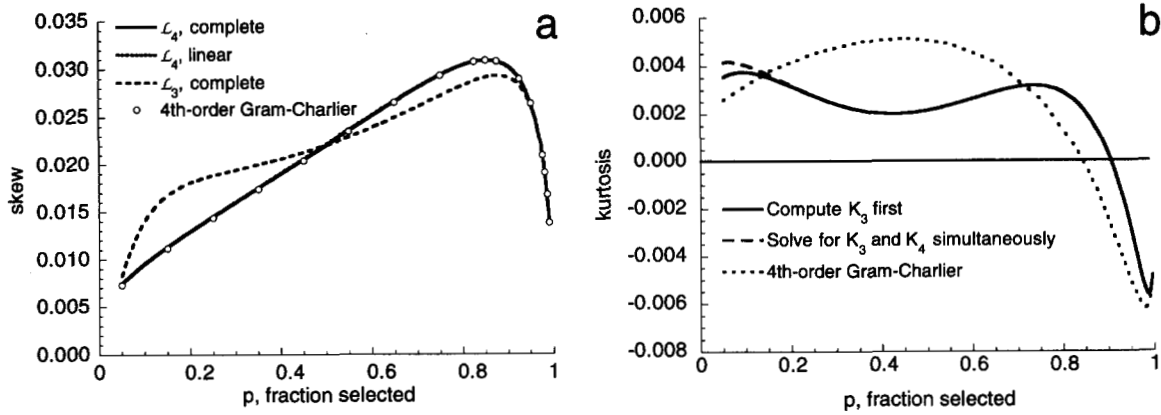 a
0.035
0.030
0.025
0.020
0.015
0.010
0.005
0.000
skew
ℒ₄, complete
ℒ₄, linear
ℒ₃, complete
4th-order Gram-Charlier
0 0.2 0.4 0.6 0.8 1
p, fraction selected
b
0.006
0.004
0.002
0.000
-0.002
-0.004
-0.006
-0.008
kurtosis
Compute K₃ first
Solve for K₃ and K₄ simultaneously
4th-order Gram-Charlier
0 0.2 0.4 0.6 0.8 1
p, fraction selected